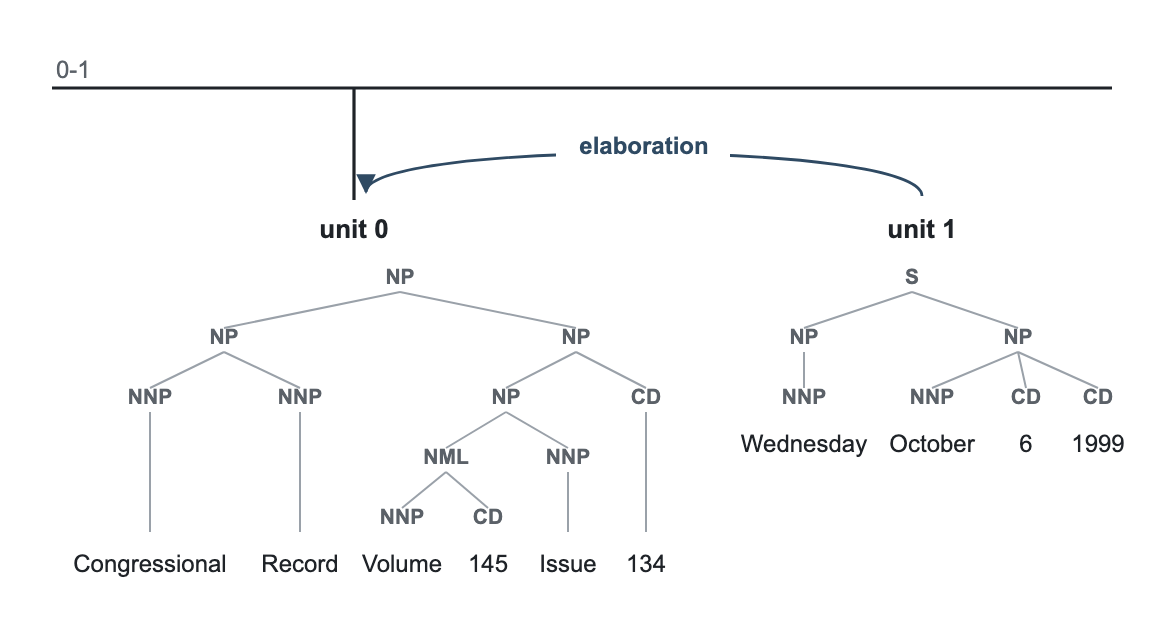 0-1
elaboration
unit 0 unit 1
NP S
NP NP NP NP
NNP NNP NP CD NNP NNP CD CD
Wednesday October 6 1999
NML NNP
NNP CD
Congressional Record Volume 145 Issue 134